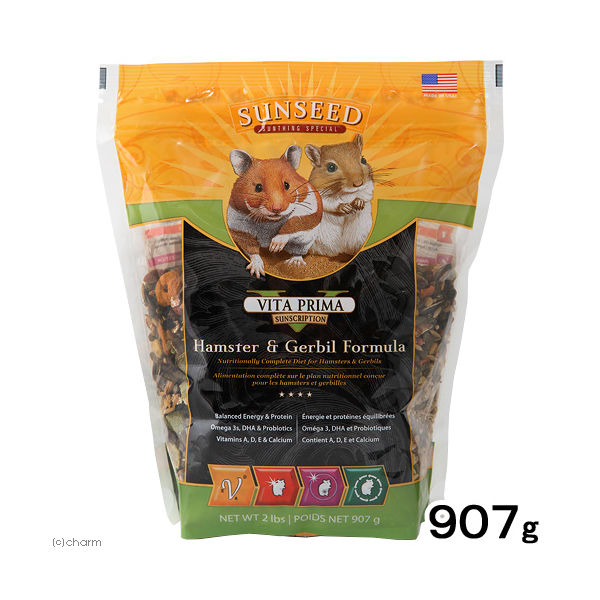 MADE IN USA
SUNSEED
SUNTHING SPECIAL
VITA PRIMA
SUNSCRIPTION
Hamster & Gerbil Formula
Nutritionally Complete Diet for Hamsters & Gerbils
Alimentation complète sur le plan nutritionnel conçue
pour les hamsters et gerbilles
★★★★
Balanced Energy & Protein
Omega 3s, DHA & Probiotics
Vitamins A, D, E & Calcium
Énergie et protéines équilibrées
Oméga 3, DHA et Probiotiques
Contient A, D, E et Calcium
V
NET WT 2 lbs | POIDS NET 907 g
907g
(c)charm